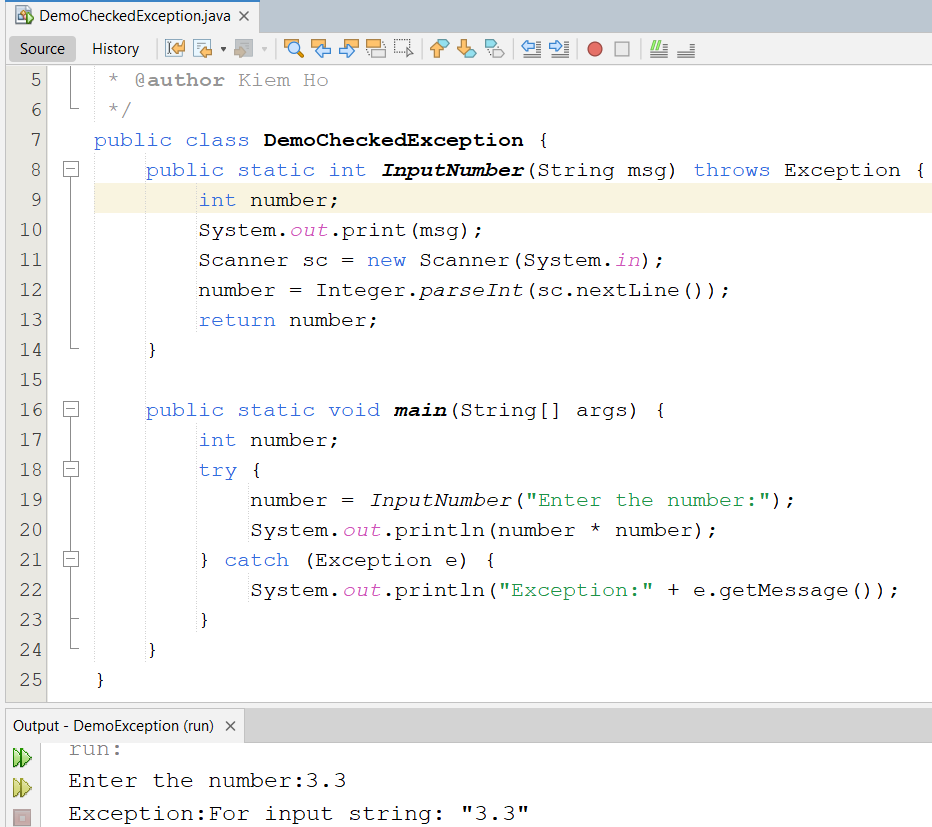 DemoCheckedException.java
Source History
5 * @author Kiem Ho
6 */
7 public class DemoCheckedException {
8 public static int InputNumber(String msg) throws Exception {
9 int number;
10 System.out.print(msg);
11 Scanner sc = new Scanner(System.in);
12 number = Integer.parseInt(sc.nextLine());
13 return number;
14 }
15
16 public static void main(String[] args) {
17 int number;
18 try {
19 number = InputNumber("Enter the number:");
20 System.out.println(number * number);
21 } catch (Exception e) {
22 System.out.println("Exception:" + e.getMessage());
23 }
24 }
25 }
Output - DemoException (run)
run:
Enter the number:3.3
Exception:For input string: "3.3"